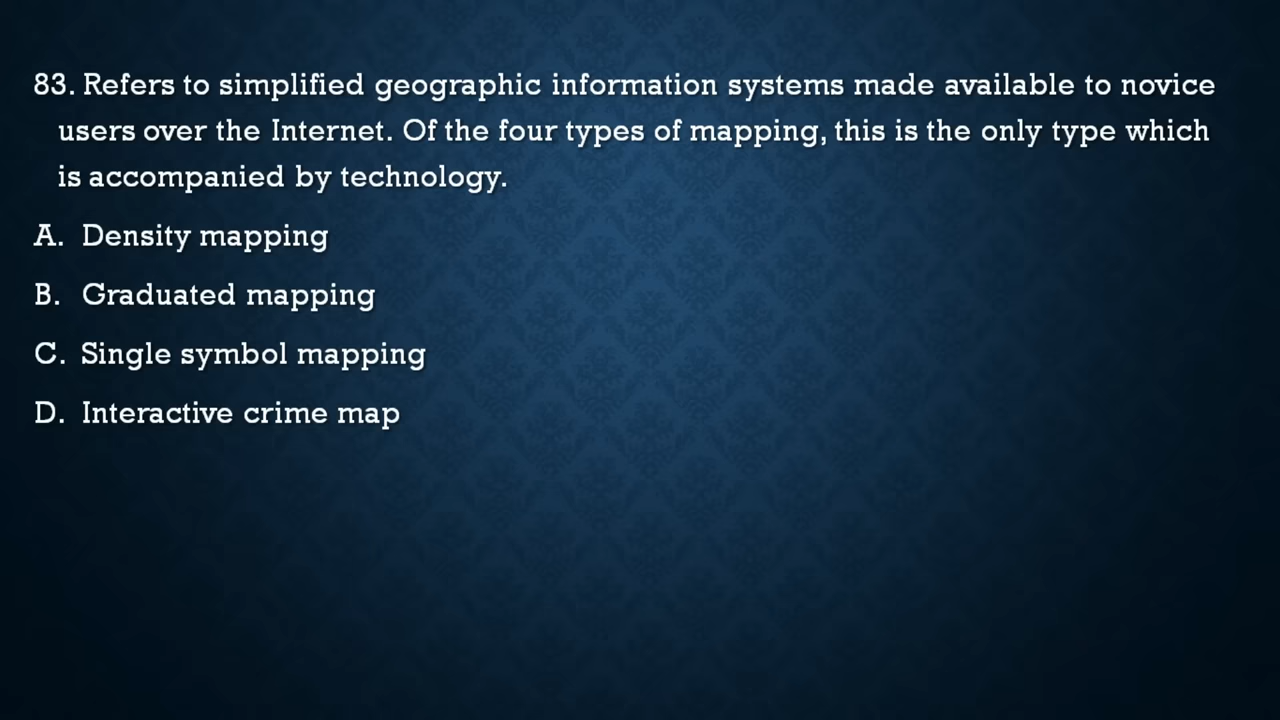 83. Refers to simplified geographic information systems made available to novice
users over the Internet. Of the four types of mapping, this is the only type which
is accompanied by technology.
A. Density mapping
B. Graduated mapping
C. Single symbol mapping
D. Interactive crime map